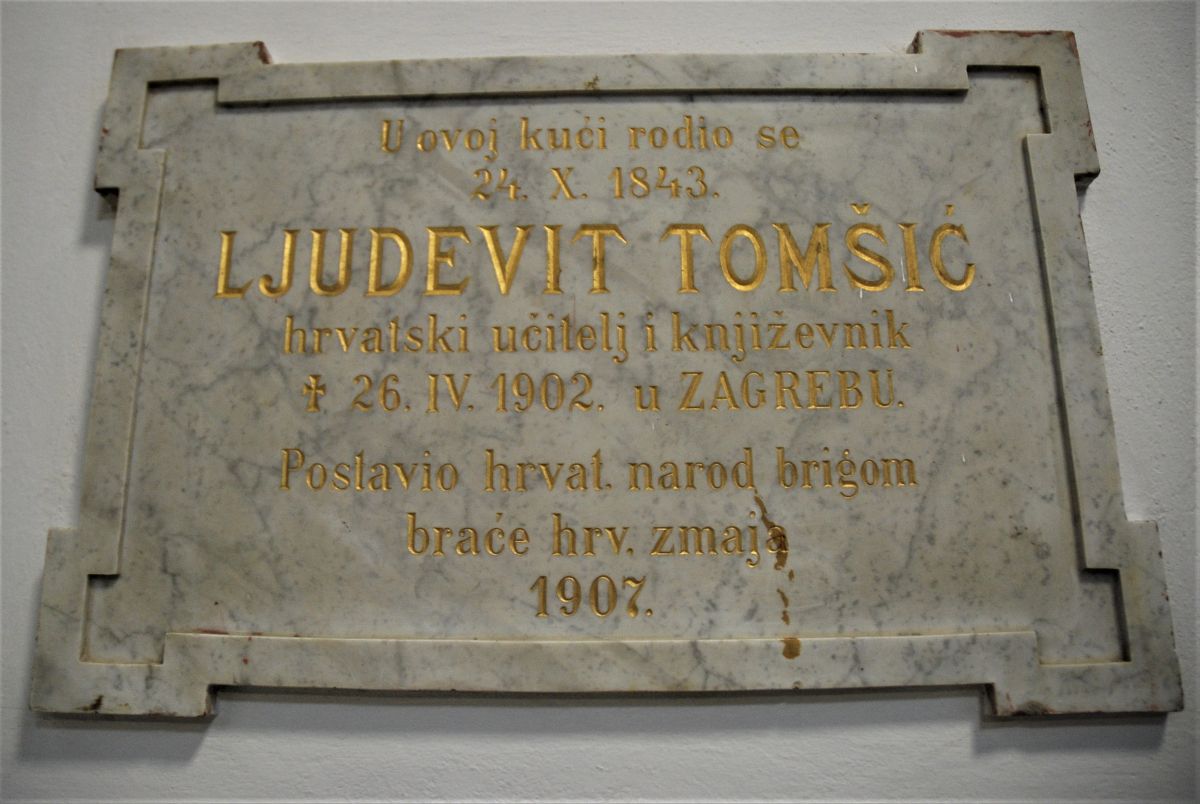 U ovoj kući rodio se
24. X. 1843.
LJUDEVIT TOMŠIĆ
hrvatski učitelj i književnik
✝ 26. IV. 1902. u ZAGREBU.
Postavio hrvat. narod brigom
braće hrv. zmaja
1907.